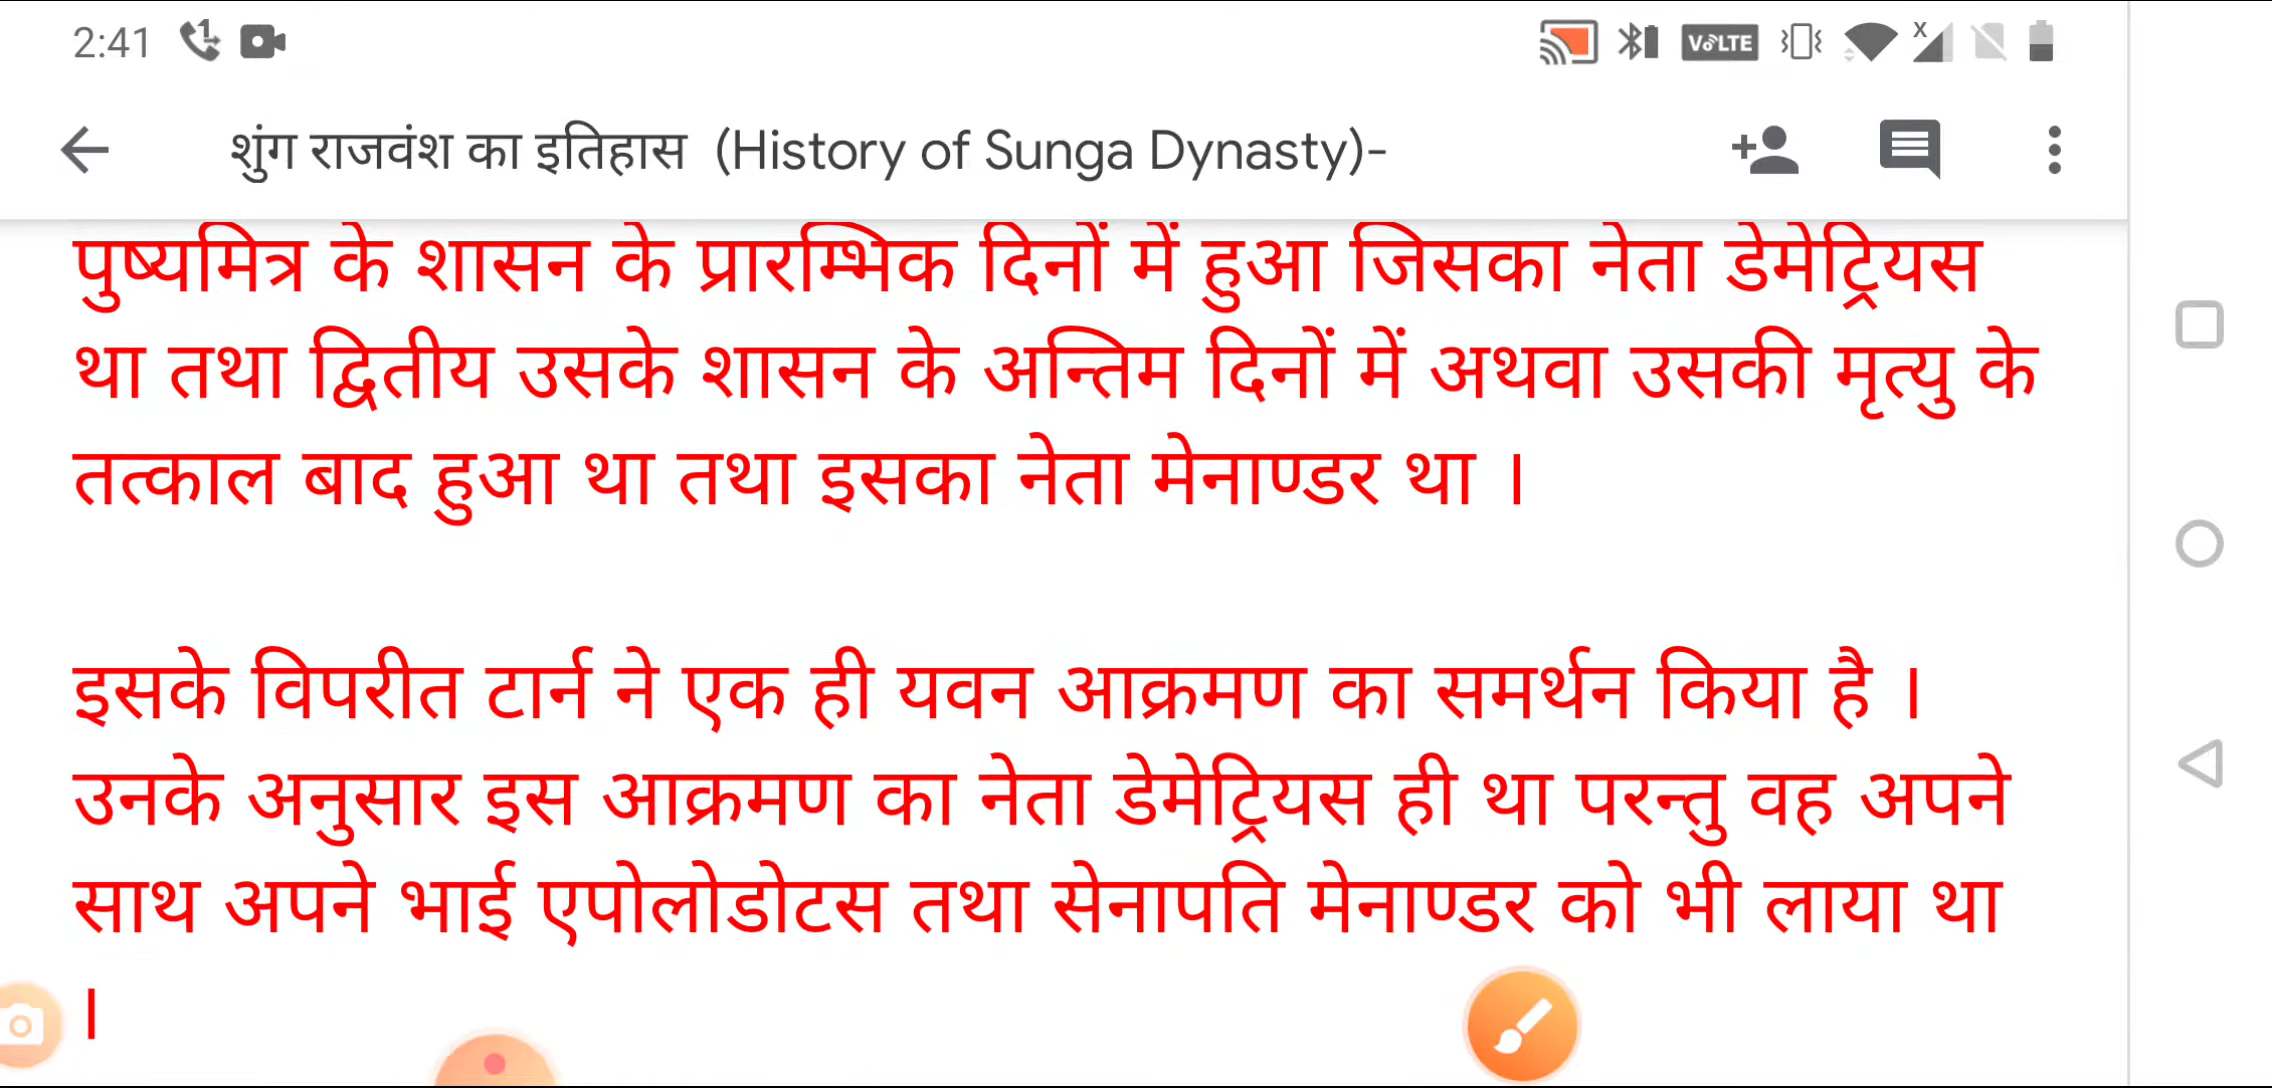 2:41
VoLTE
शुंग राजवंश का इतिहास (History of Sunga Dynasty)-
पुष्यमित्र के शासन के प्रारम्भिक दिनों में हुआ जिसका नेता डेमेट्रियस
था तथा द्वितीय उसके शासन के अन्तिम दिनों में अथवा उसकी मृत्यु के
तत्काल बाद हुआ था तथा इसका नेता मेनाण्डर था ।
इसके विपरीत टार्न ने एक ही यवन आक्रमण का समर्थन किया है ।
उनके अनुसार इस आक्रमण का नेता डेमेट्रियस ही था परन्तु वह अपने
साथ अपने भाई एपोलोडोटस तथा सेनापति मेनाण्डर को भी लाया था
।